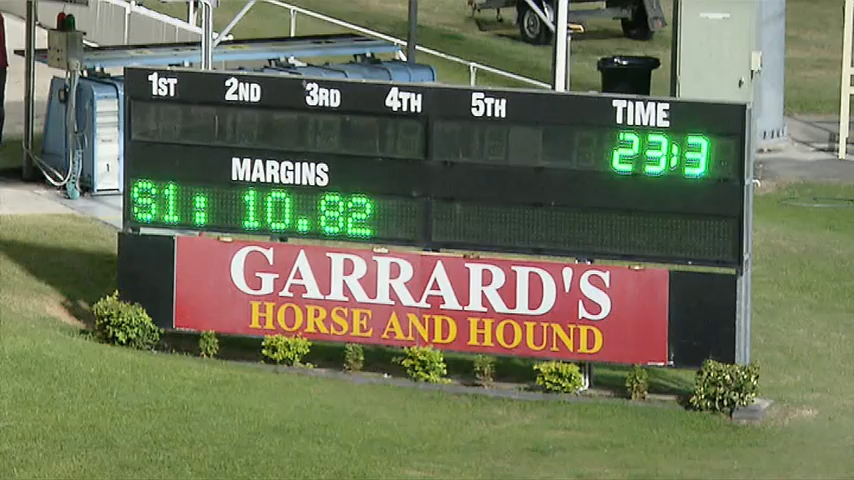 1ST 2ND 3RD 4TH 5TH TIME
23:3
MARGINS
S1: 10.82
GARRARD'S
HORSE AND HOUND